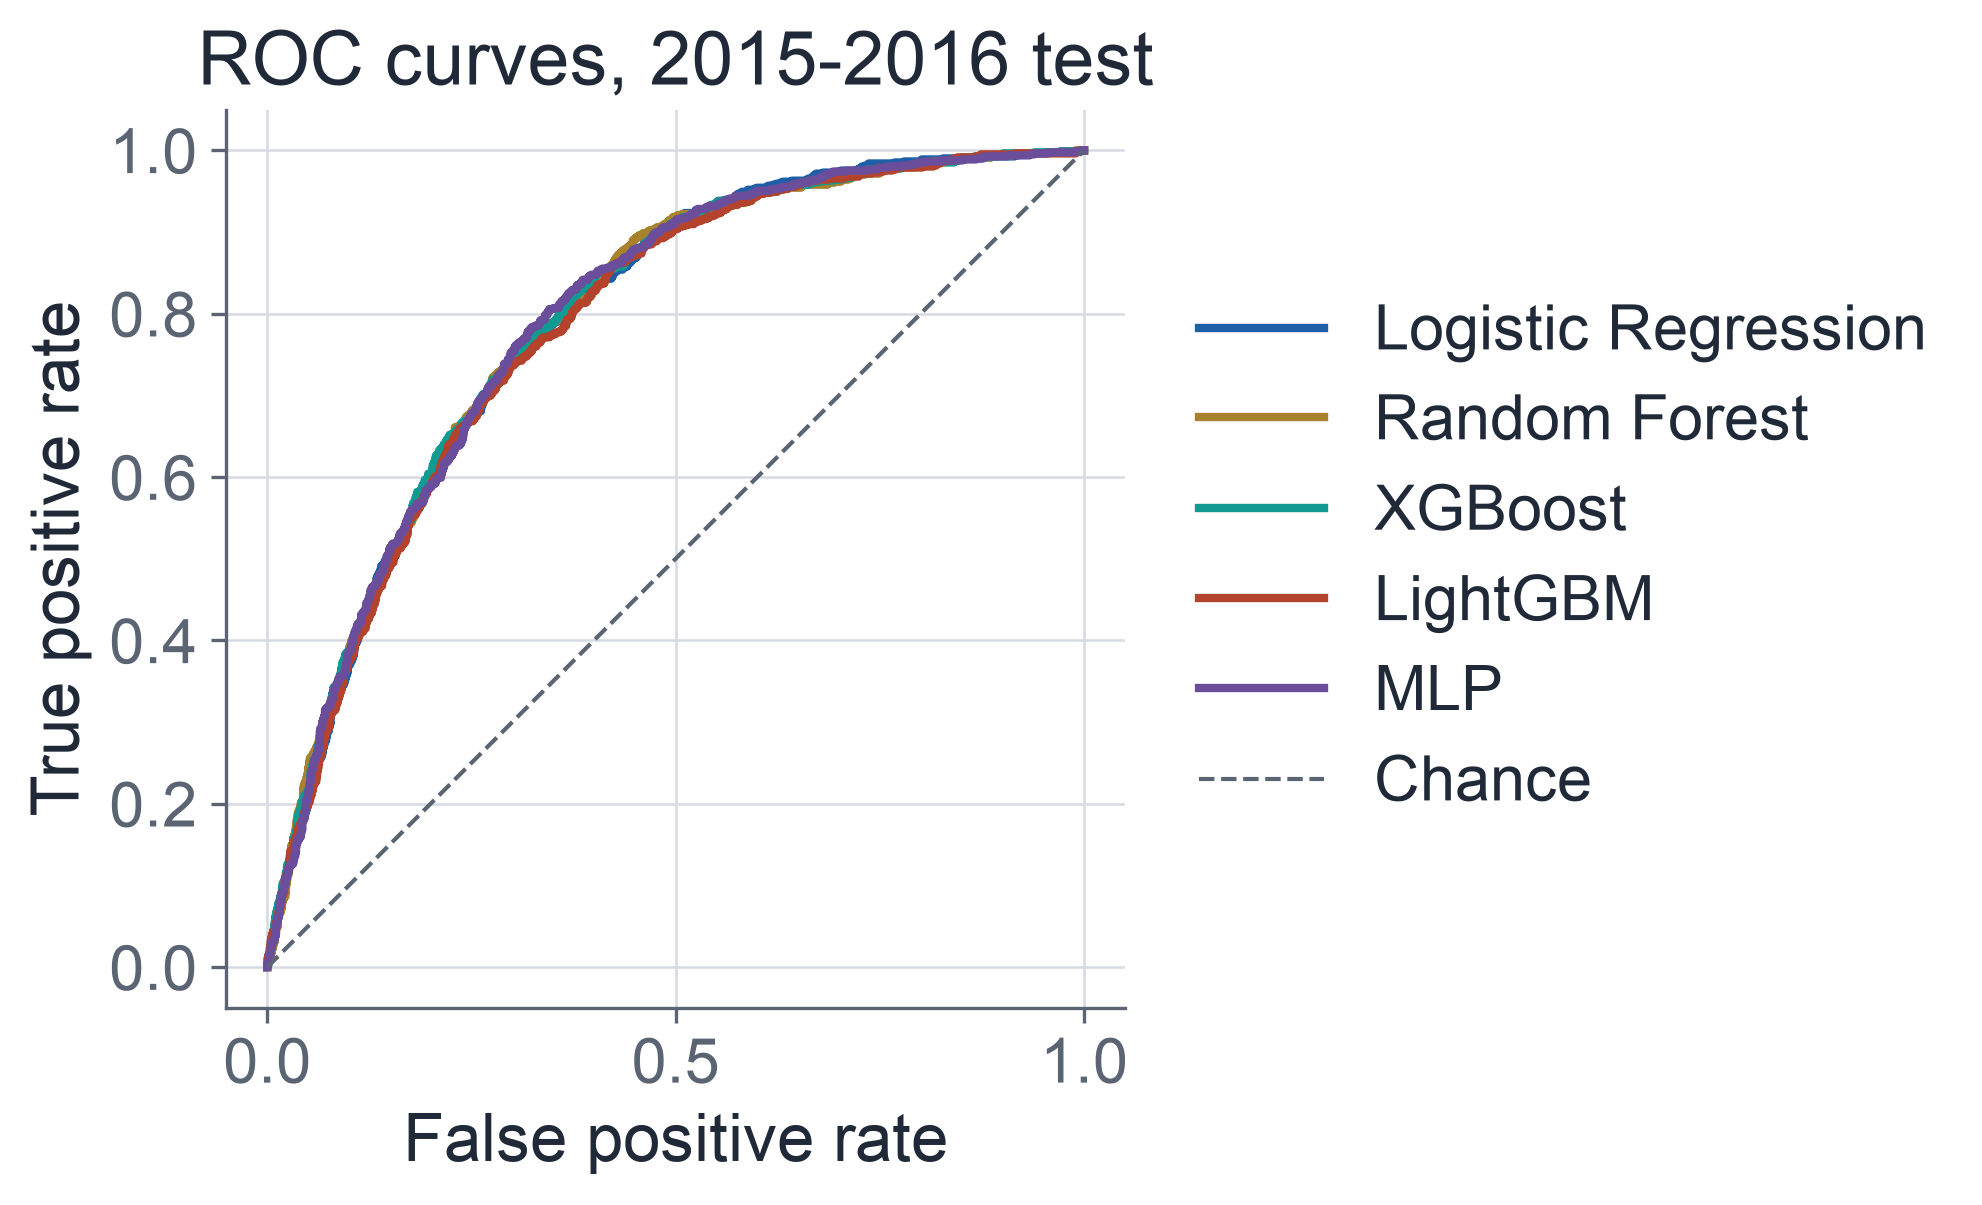 ROC curves, 2015-2016 test
True positive rate
1.0
0.8
0.6
0.4
0.2
0.0
0.0
0.5
1.0
False positive rate
Logistic Regression
Random Forest
XGBoost
LightGBM
MLP
Chance